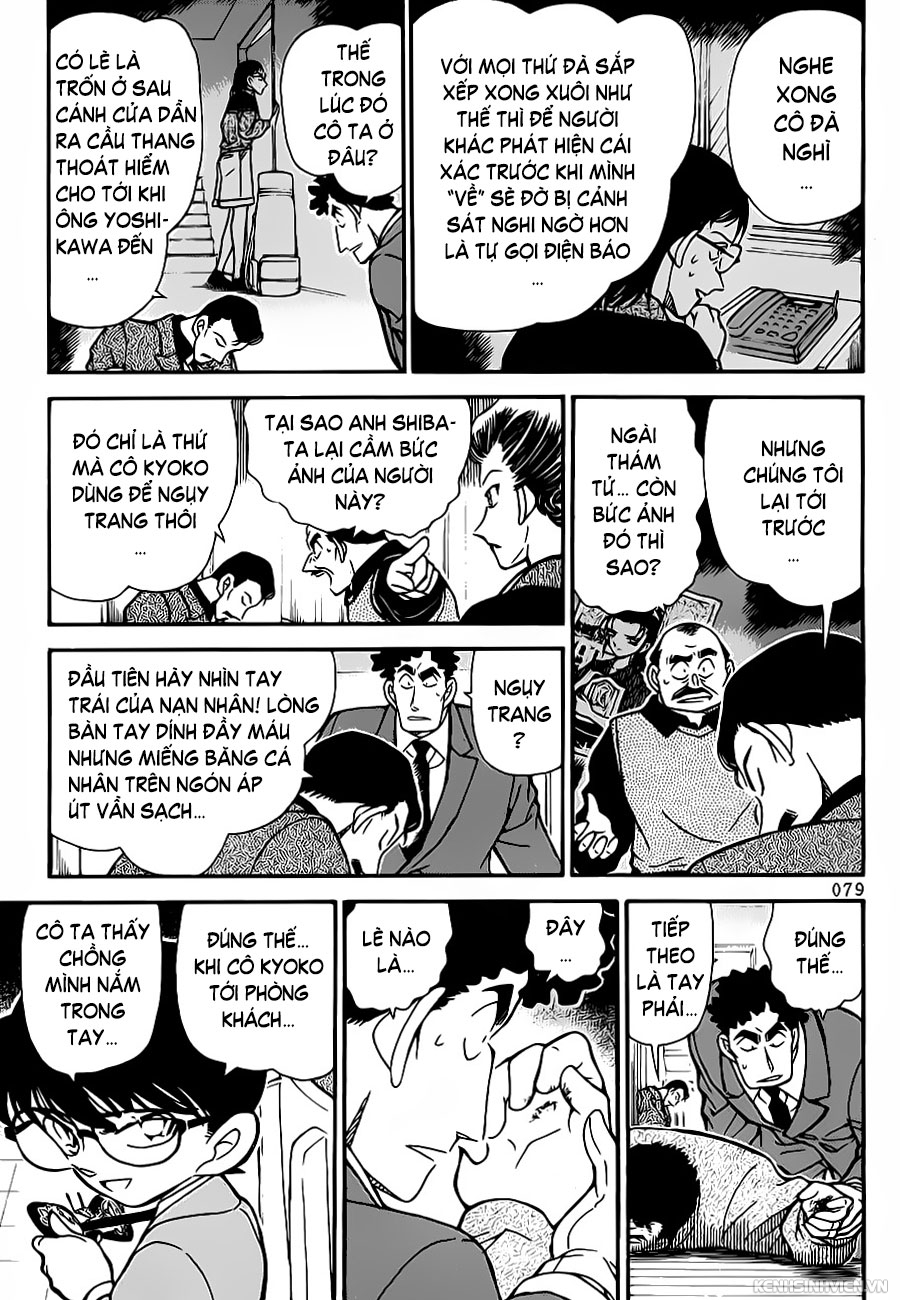 NGHE
XONG
CÔ ĐÀ
NGHÌ
...
VỚI MỌI THỨ ĐÀ SẮP
XẾP XONG XUÔI NHƯ
THẾ THÌ ĐỂ NGƯỜI
KHÁC PHÁT HIỆN CÁI
XÁC TRƯỚC KHI MÌNH
“VỀ” SẼ ĐỠ BỊ CẢNH
SÁT NGHI NGỜ HƠN
LÀ TỰ GỌI ĐIỆN BÁO
...
THẾ
TRONG
LÚC ĐÓ
CÔ TA Ở
ĐÂU?
CÓ LẼ LÀ
TRỐN Ở SAU
CÁNH CỬA DẪN
RA CẦU THANG
THOÁT HIỂM
CHO TỚI KHI
ÔNG YOSHI-
KAWA ĐẾN
...
NHƯNG
CHÚNG TÔI
LẠI TỚI
TRƯỚC
...
NGÀI
THÁM
TỬ... CÒN
BỨC ẢNH
ĐÓ THÌ
SAO?
TẠI SAO ANH SHIBA-
TA LẠI CẦM BỨC
ẢNH CỦA NGƯỜI
NÀY?
ĐÓ CHỈ LÀ THỨ
MÀ CÔ KYOKO
DÙNG ĐỂ NGỤY
TRANG THÔI
...
NGỤY
TRANG
?
ĐẦU TIÊN HÀY NHÌN TAY
TRÁI CỦA NẠN NHÂN! LÒNG
BÀN TAY DÍNH ĐẦY MÁU
NHƯNG MIẾNG BĂNG CÁ
NHÂN TRÊN NGÓN ÁP
ÚT VẪN SẠCH...
079
ĐÚNG
THẾ...
TIẾP
THEO
LÀ TAY
PHẢI...
ĐÂY
...
LẼ NÀO
LÀ...
ĐÚNG THẾ...
KHI CÔ KYOKO
TỚI PHÒNG
KHÁCH...
CÔ TA THẤY
CHỒNG
MÌNH NẮM
TRONG
TAY...
KENHSINHVIEN.VN